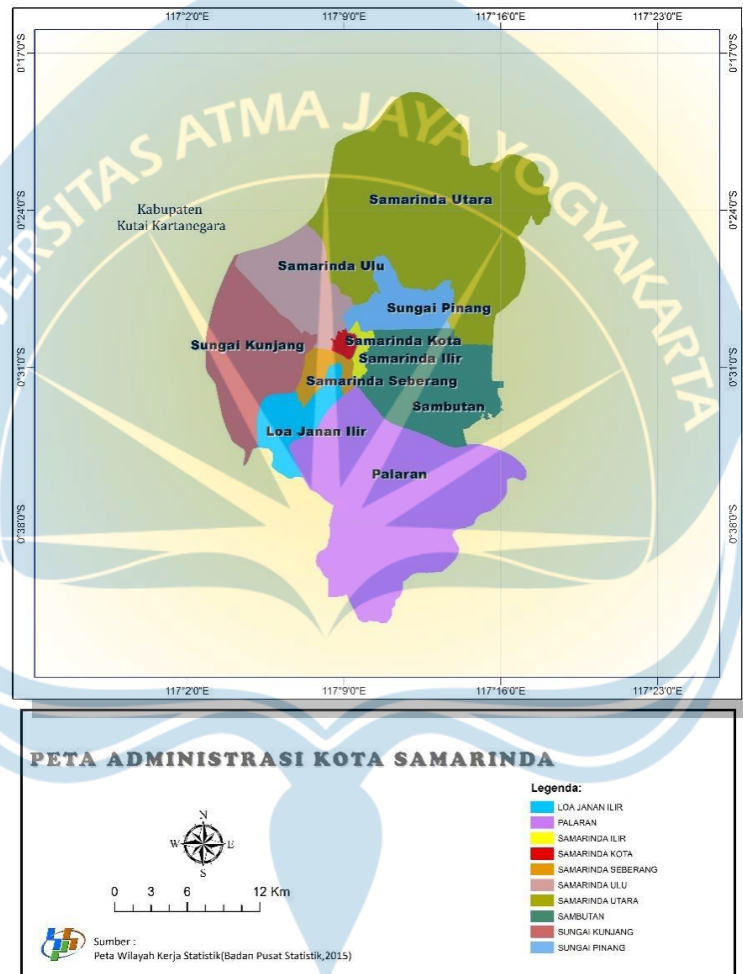 117°2'0"E 117°9'0"E 117°16'0"E 117°23'0"E
0°17'0"S 0°17'0"S
UNIVERSITAS ATMA JAYA YOGYAKARTA
Samarinda Utara
Kabupaten
Kutai Kartanegara
0°24'0"S 0°24'0"S
Samarinda Ulu
Sungai Pinang
Sungai Kunjang
Samarinda Kota
Samarinda Ilir
0°31'0"S 0°31'0"S
Samarinda Seberang
Sambutan
Loa Janan Ilir
Palaran
0°38'0"S 0°38'0"S
117°2'0"E 117°9'0"E 117°16'0"E 117°23'0"E
PETA ADMINISTRASI KOTA SAMARINDA
N
W E
S
0 3 6 12 Km
Sumber :
Peta Wilayah Kerja Statistik(Badan Pusat Statistik,2015)
Legenda:
LOA JANAN ILIR
PALARAN
SAMARINDA ILIR
SAMARINDA KOTA
SAMARINDA SEBERANG
SAMARINDA ULU
SAMARINDA UTARA
SAMBUTAN
SUNGAI KUNJANG
SUNGAI PINANG